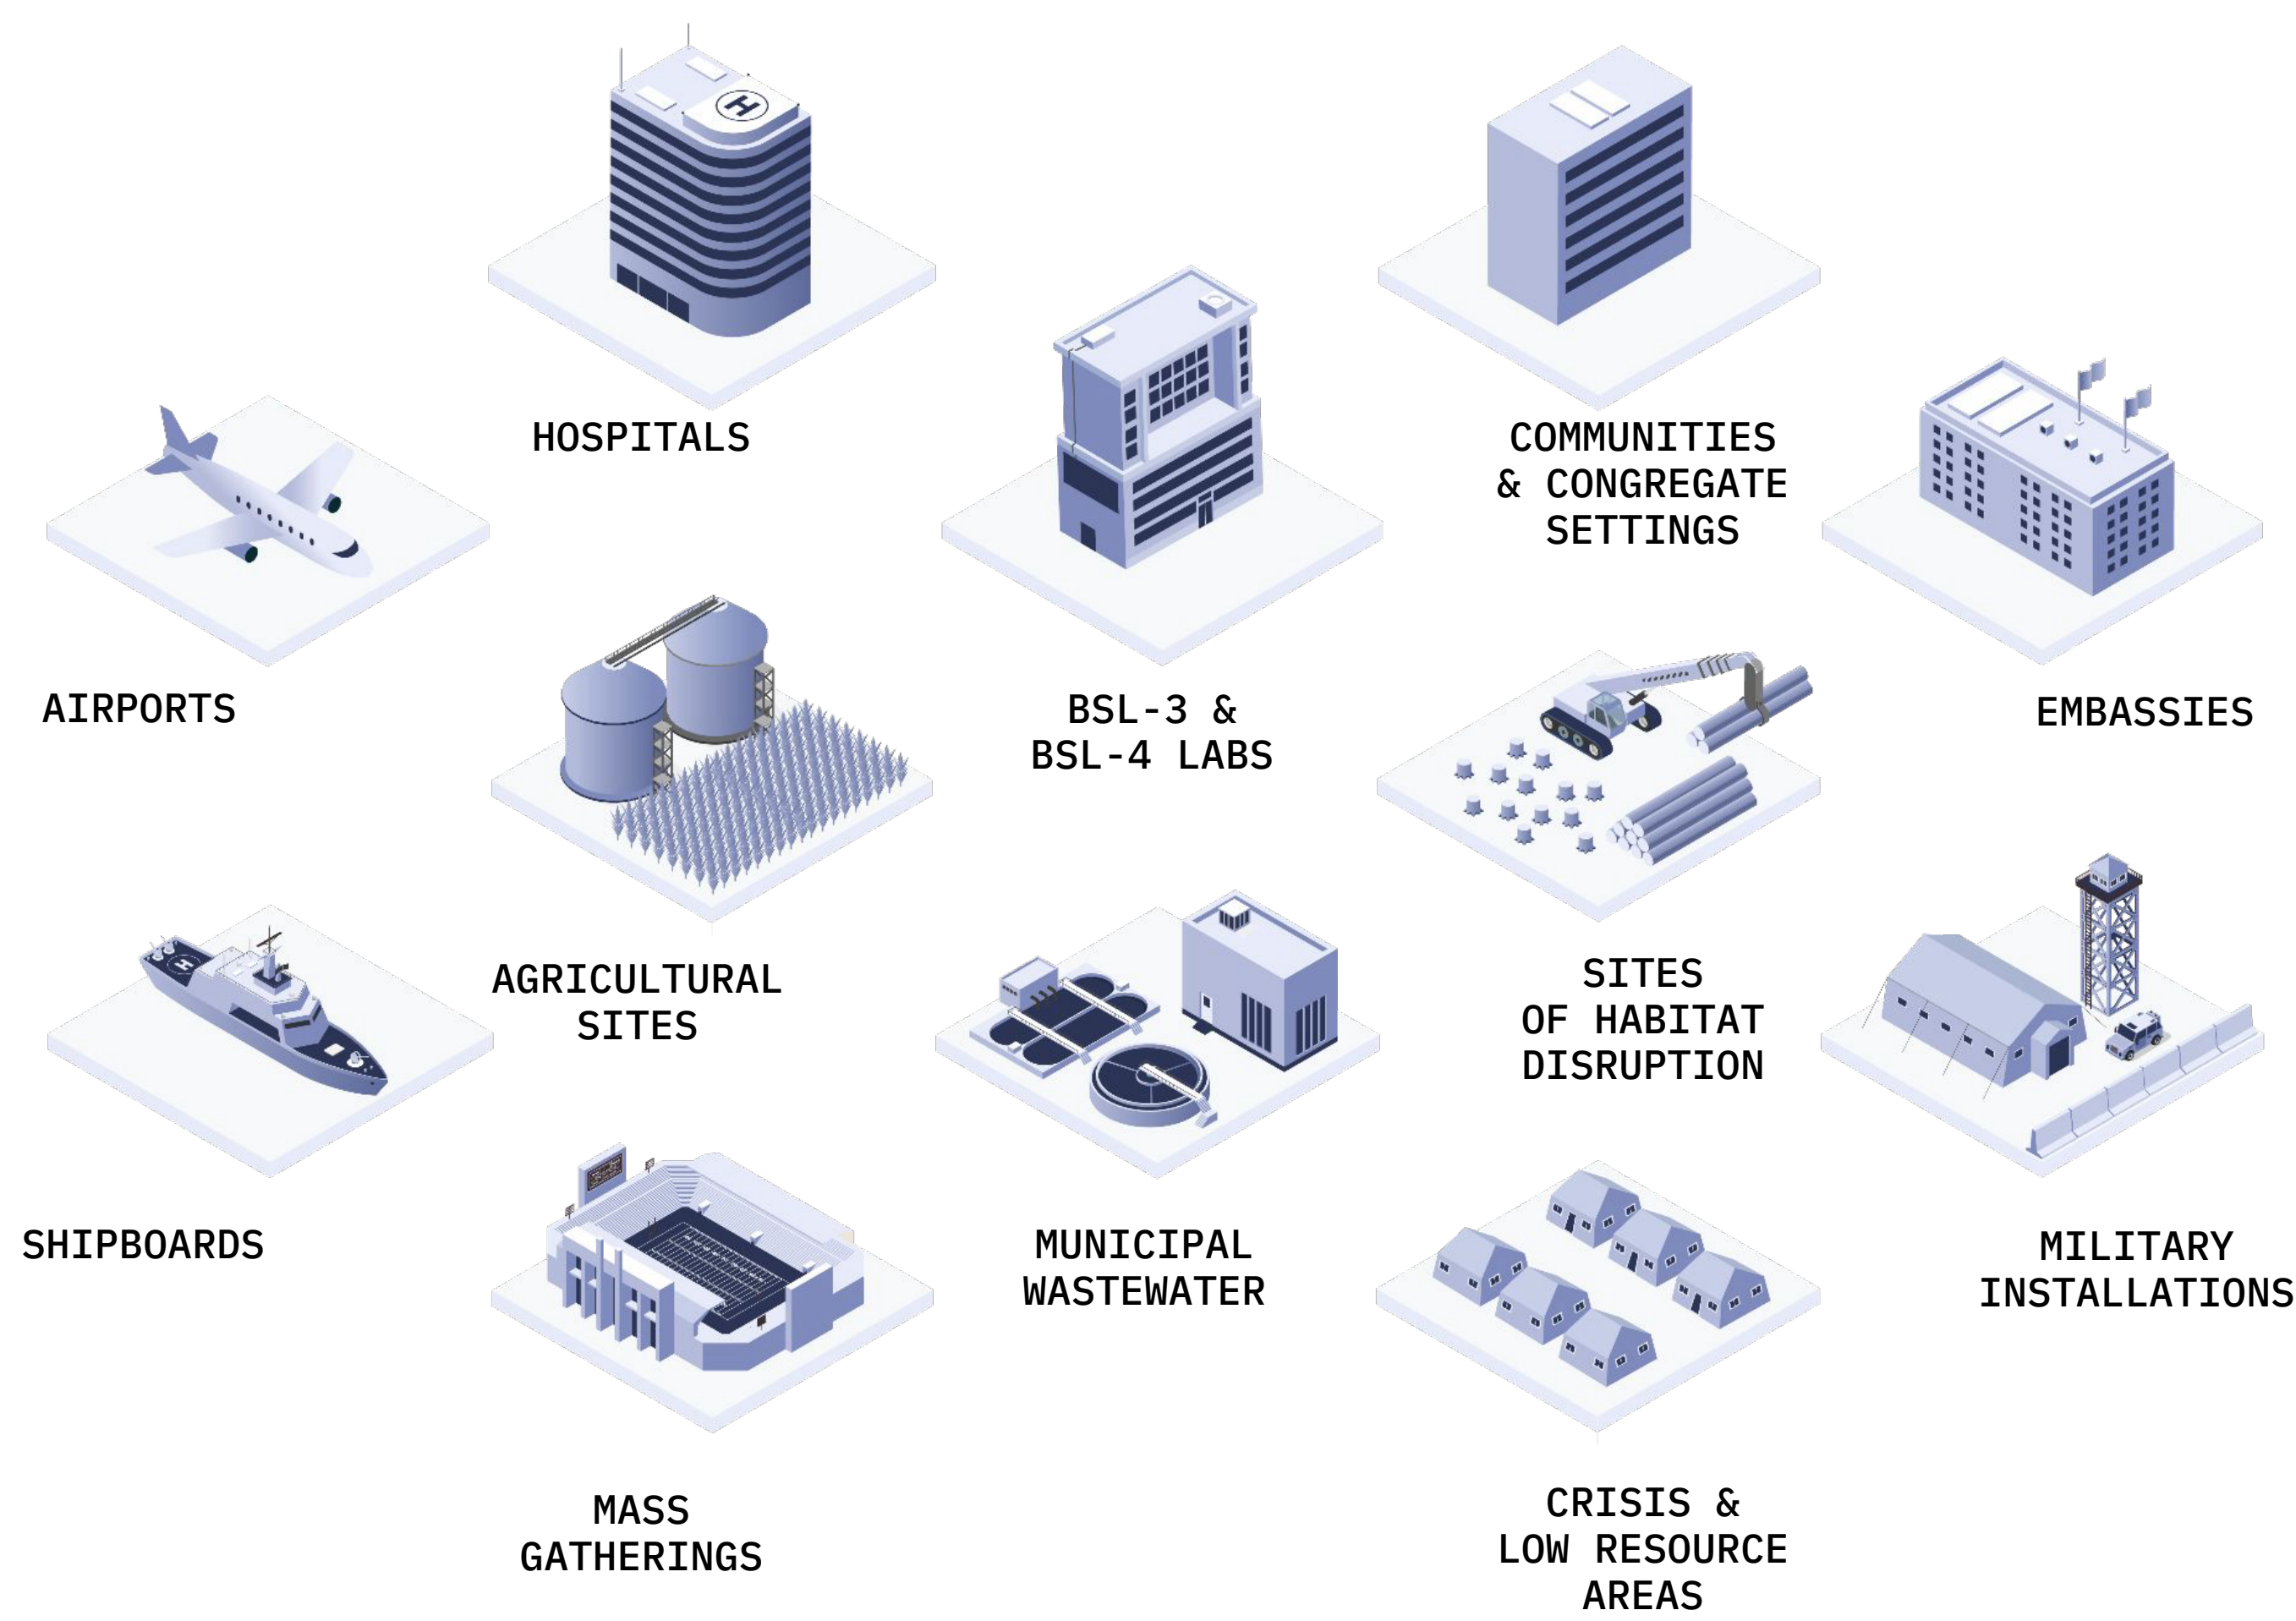 HOSPITALS
COMMUNITIES
& CONGREGATE
SETTINGS
AIRPORTS
BSL-3 &
BSL-4 LABS
EMBASSIES
AGRICULTURAL
SITES
SITES
OF HABITAT
DISRUPTION
SHIPBOARDS
MUNICIPAL
WASTEWATER
MILITARY
INSTALLATIONS
MASS
GATHERINGS
CRISIS &
LOW RESOURCE
AREAS
H
H